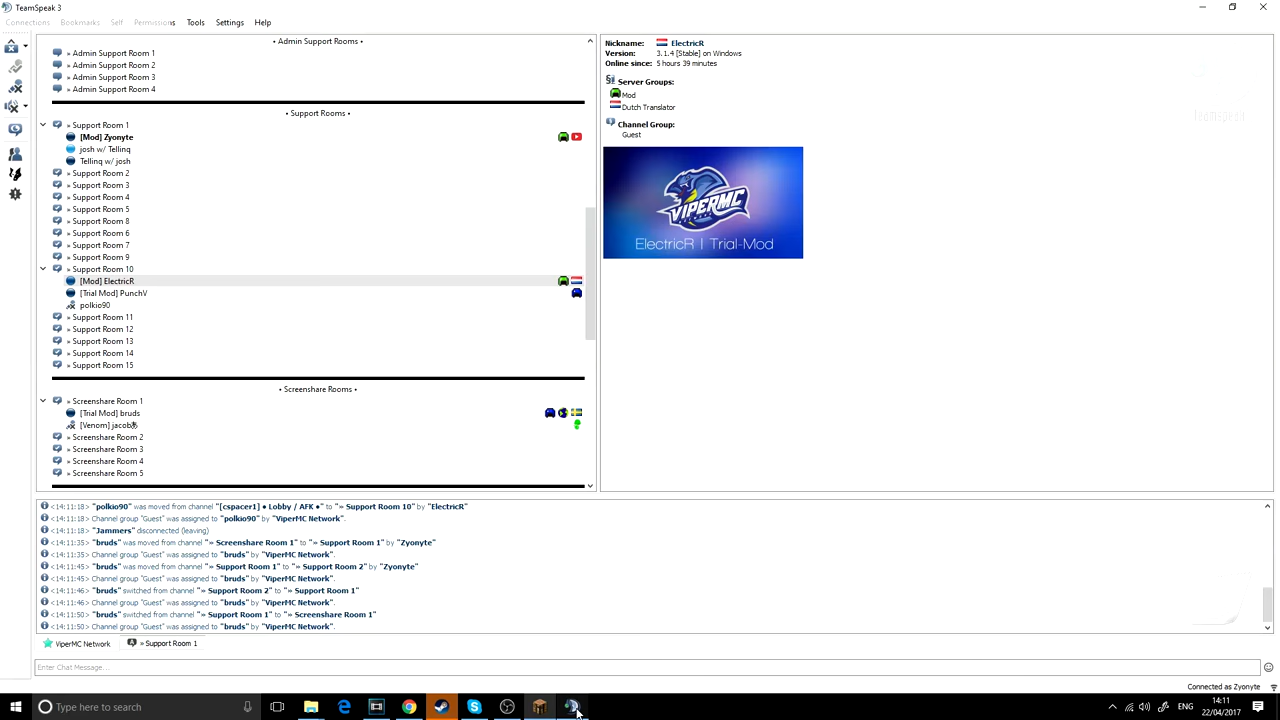 TeamSpeak 3
Connections Bookmarks Self Permissions Tools Settings Help
• Admin Support Rooms •
» Admin Support Room 1
» Admin Support Room 2
» Admin Support Room 3
» Admin Support Room 4
• Support Rooms •
» Support Room 1
[Mod] Zyonyte
josh w/ Tellinq
Tellinq w/ josh
» Support Room 2
» Support Room 3
» Support Room 4
» Support Room 5
» Support Room 8
» Support Room 6
» Support Room 7
» Support Room 9
» Support Room 10
[Mod] ElectricR
[Trial Mod] PunchV
polkio90
» Support Room 11
» Support Room 12
» Support Room 13
» Support Room 14
» Support Room 15
• Screenshare Rooms •
» Screenshare Room 1
[Trial Mod] bruds
[Venom] jacob
» Screenshare Room 2
» Screenshare Room 3
» Screenshare Room 4
» Screenshare Room 5
Nickname: ElectricR
Version: 3.1.4 [Stable] on Windows
Online since: 5 hours 39 minutes
Server Groups:
Mod
Dutch Translator
Channel Group:
Guest
VIPERMC
ElectricR | Trial-Mod
Teamspeak
<14:11:18> "polkio90" was moved from channel "[cspacer1] ● Lobby / AFK ●" to "» Support Room 10" by "ElectricR"
<14:11:18> Channel group "Guest" was assigned to "polkio90" by "ViperMC Network".
<14:11:18> "Jammers" disconnected (leaving)
<14:11:35> "bruds" was moved from channel "» Screenshare Room 1" to "» Support Room 1" by "Zyonyte"
<14:11:35> Channel group "Guest" was assigned to "bruds" by "ViperMC Network".
<14:11:45> "bruds" was moved from channel "» Support Room 1" to "» Support Room 2" by "Zyonyte"
<14:11:45> Channel group "Guest" was assigned to "bruds" by "ViperMC Network".
<14:11:46> "bruds" switched from channel "» Support Room 2" to "» Support Room 1"
<14:11:46> Channel group "Guest" was assigned to "bruds" by "ViperMC Network".
<14:11:50> "bruds" switched from channel "» Support Room 1" to "» Screenshare Room 1"
<14:11:50> Channel group "Guest" was assigned to "bruds" by "ViperMC Network".
ViperMC Network » Support Room 1
Enter Chat Message...
Connected as Zyonyte
Type here to search
ENG
14:11
22/04/2017